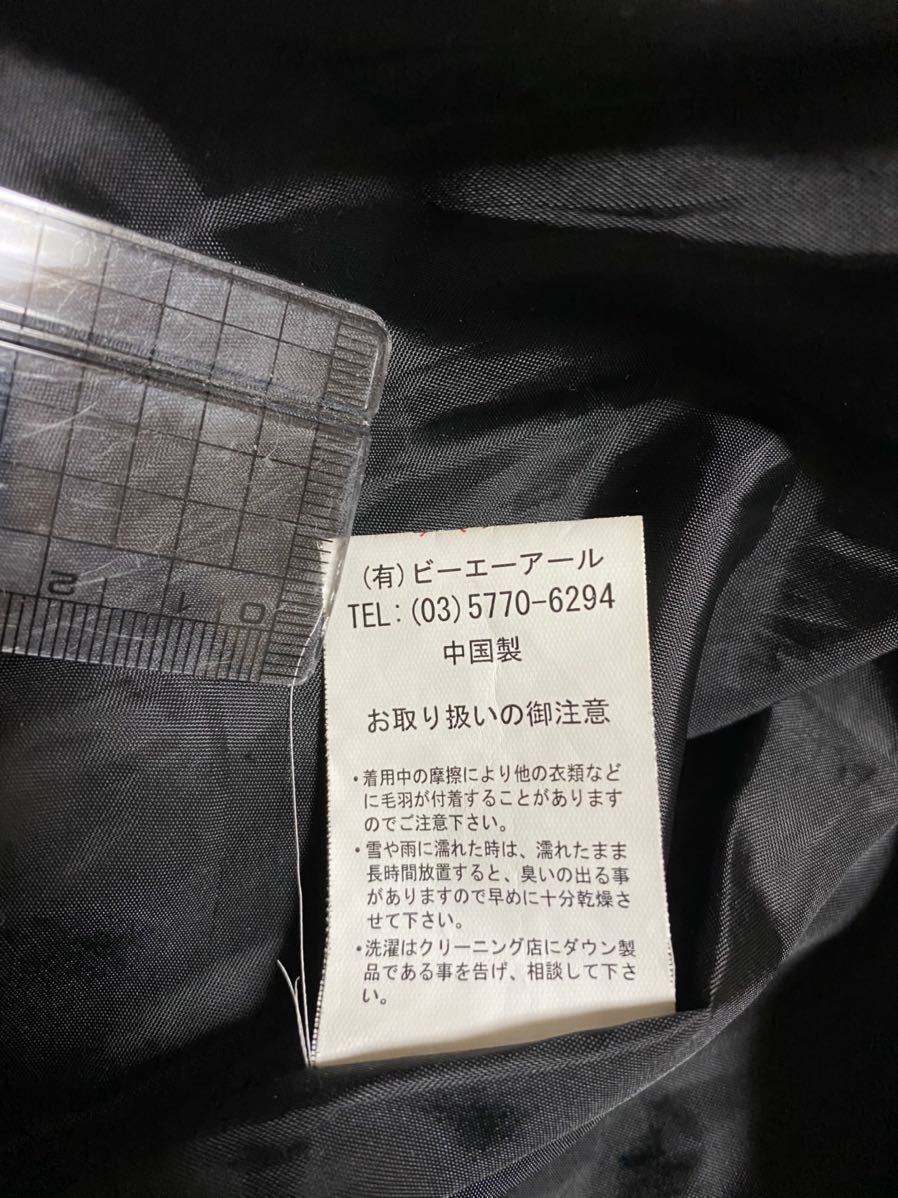 (有)ビーエーアール
TEL:(03)5770-6294
中国製
お取り扱いの御注意
・着用中の摩擦により他の衣類など
に毛羽が付着することがあります
のでご注意下さい。
・雪や雨に濡れた時は、濡れたまま
長時間放置すると、臭いの出る事
がありますので早めに十分乾燥さ
せて下さい。
・洗濯はクリーニング店にダウン製
品である事を告げ、相談して下さ
い。
0 1 2